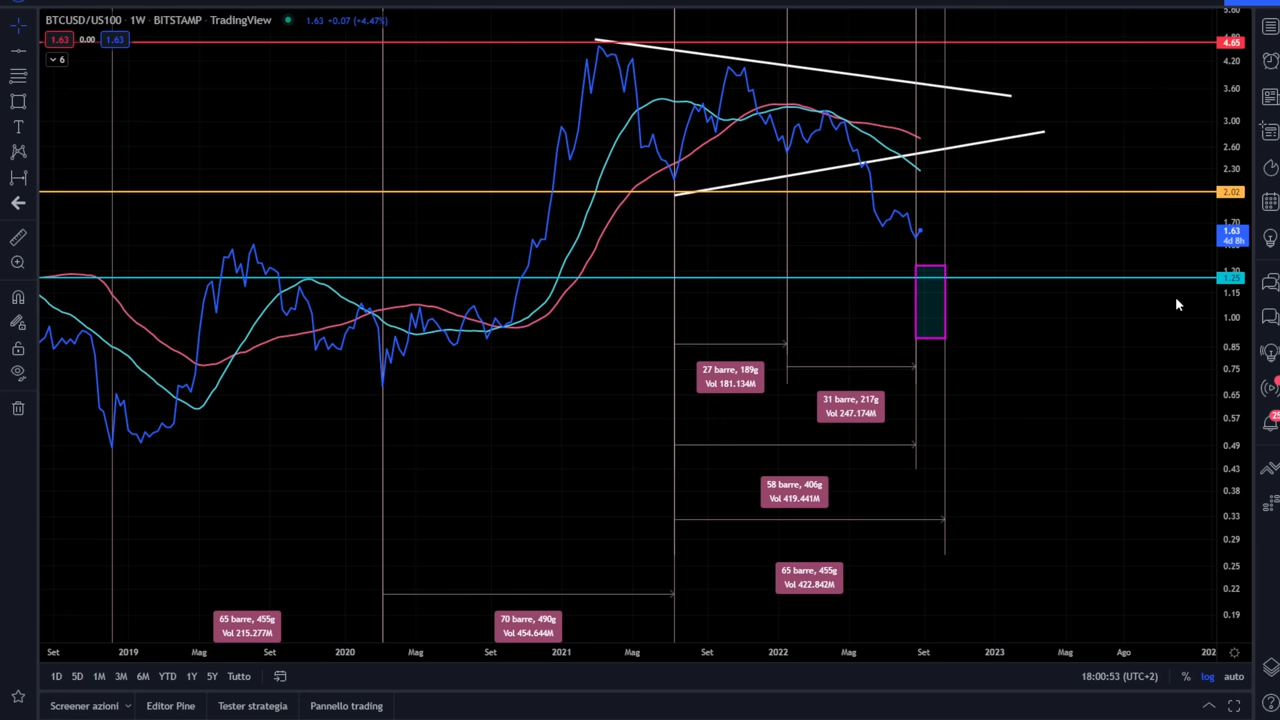 BTCUSD/US100 · 1W · BITSTAMP · TradingView 1.63 +0.07 (+4.47%)
1.63 0.00 1.63
6
4.65
4.20
3.60
3.00
2.60
2.30
2.02
1.70
1.63
4d 8h
1.30
1.25
1.15
1.00
0.85
0.75
0.65
0.57
0.49
0.43
0.38
0.33
0.29
0.25
0.22
0.19
27 barre, 189g
Vol 181.134M
31 barre, 217g
Vol 247.174M
58 barre, 406g
Vol 419.441M
65 barre, 455g
Vol 422.842M
65 barre, 455g
Vol 215.277M
70 barre, 490g
Vol 454.644M
Set 2019 Mag Set 2020 Mag Set 2021 Mag Set 2022 Mag Set 2023 Mag Ago 202
1D 5D 1M 3M 6M YTD 1Y 5Y Tutto 18:00:53 (UTC+2) % log auto
Screener azioni Editor Pine Tester strategia Pannello trading